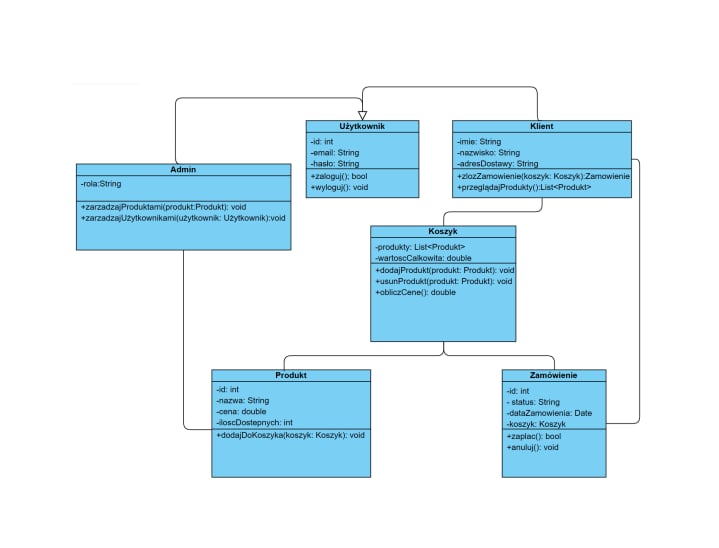 Użytkownik
-id: int
-email: String
-hasło: String
+zaloguj(); bool
+wyloguj(): void
Klient
-imie: String
-nazwisko: String
-adresDostawy: String
+zlozZamowienie(koszyk: Koszyk):Zamowienie
+przeglądajProdukty():List<Produkt>
Admin
-rola:String
+zarzadzajProduktami(produkt:Produkt): void
+zarzadzajUżytkownikami(użytkownik: Użytkownik):void
Koszyk
-produkty: List<Produkt>
-wartoscCalkowita: double
+dodajProdukt(produkt: Produkt): void
+usunProdukt(produkt: Produkt): void
+obliczCene(): double
Produkt
-id: int
-nazwa: String
-cena: double
-iloscDostepnych: int
+dodajDoKoszyka(koszyk: Koszyk): void
Zamówienie
-id: int
- status: String
-dataZamowienia: Date
-koszyk: Koszyk
+zaplac(): bool
+anuluj(): void